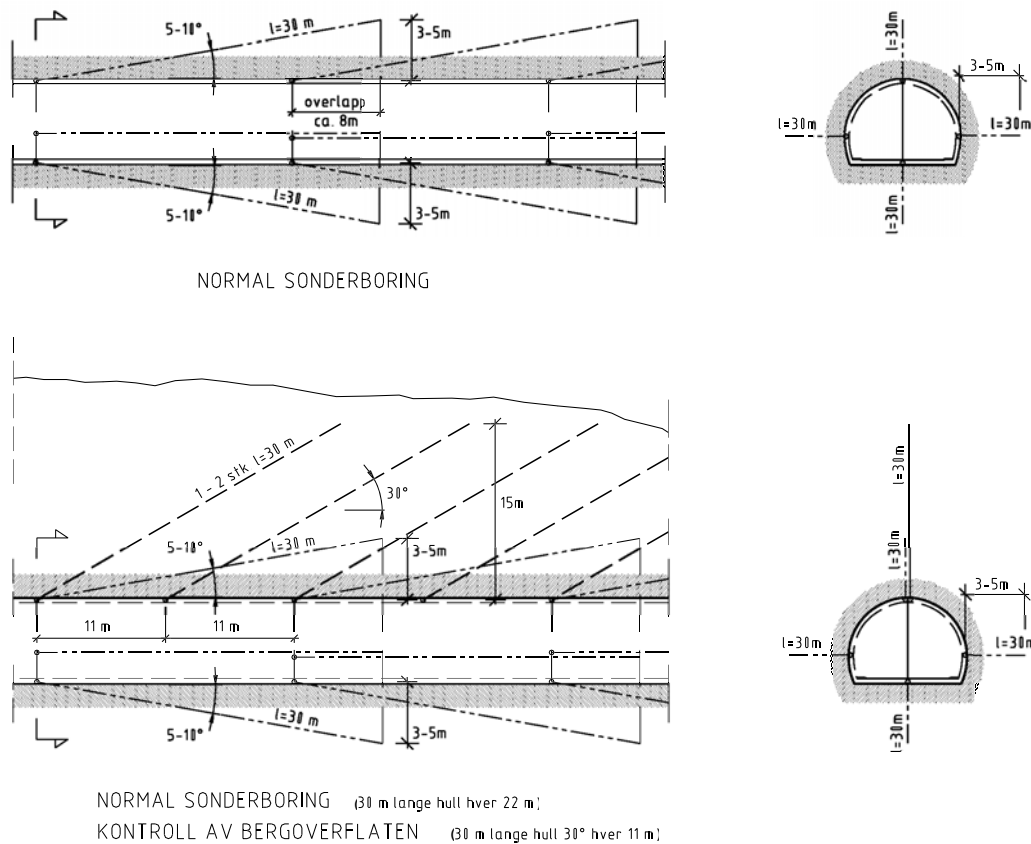 5-10°
l=30 m
3-5m
overlapp
ca. 8m
5-10°
l=30 m
3-5m
l=30m
3-5m
l=30m
l=30m
l=30m
NORMAL SONDERBORING
1 - 2 stk l=30 m
30°
15m
5-10°
l=30 m
3-5m
11 m
11 m
5-10°
l=30 m
3-5m
l=30m
l=30m
3-5m
l=30m
l=30m
l=30m
NORMAL SONDERBORING (30 m lange hull hver 22 m)
KONTROLL AV BERGOVERFLATEN (30 m lange hull 30° hver 11 m)